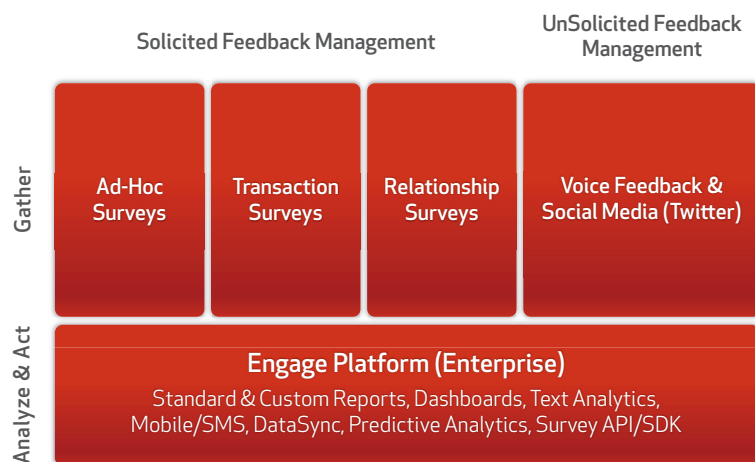 Solicited Feedback Management
UnSolicited Feedback
Management
Gather
Ad-Hoc
Surveys
Transaction
Surveys
Relationship
Surveys
Voice Feedback &
Social Media (Twitter)
Analyze & Act
Engage Platform (Enterprise)
Standard & Custom Reports, Dashboards, Text Analytics,
Mobile/SMS, DataSync, Predictive Analytics, Survey API/SDK